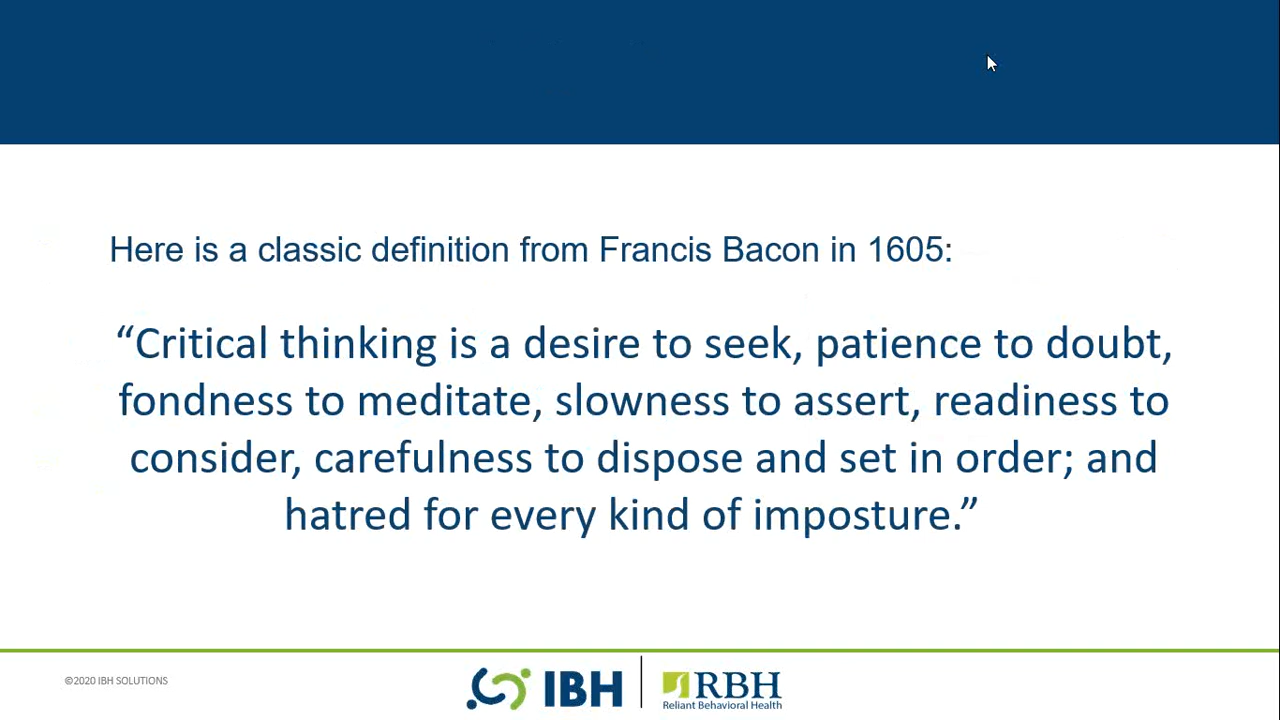 Here is a classic definition from Francis Bacon in 1605:
“Critical thinking is a desire to seek, patience to doubt,
fondness to meditate, slowness to assert, readiness to
consider, carefulness to dispose and set in order; and
hatred for every kind of imposture.”
©2020 IBH SOLUTIONS
IBH
RBH
Reliant Behavioral Health